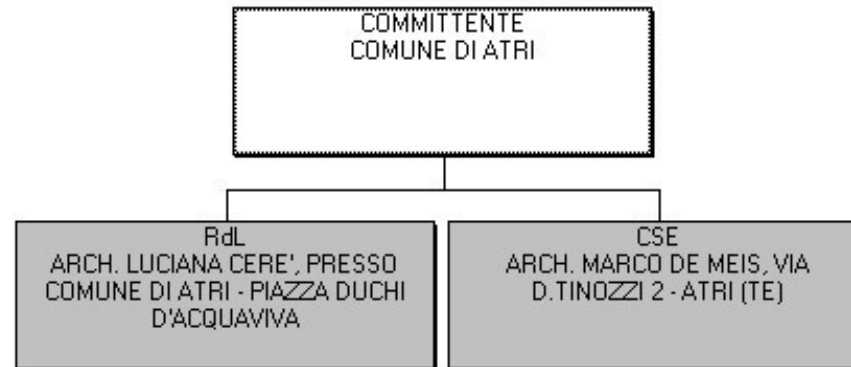 COMMITTENTE
COMUNE DI ATRI
RdL
ARCH. LUCIANA CERE', PRESSO
COMUNE DI ATRI - PIAZZA DUCHI
D'ACQUAVIVA
CSE
ARCH. MARCO DE MEIS, VIA
D.TINOZZI 2 - ATRI (TE)